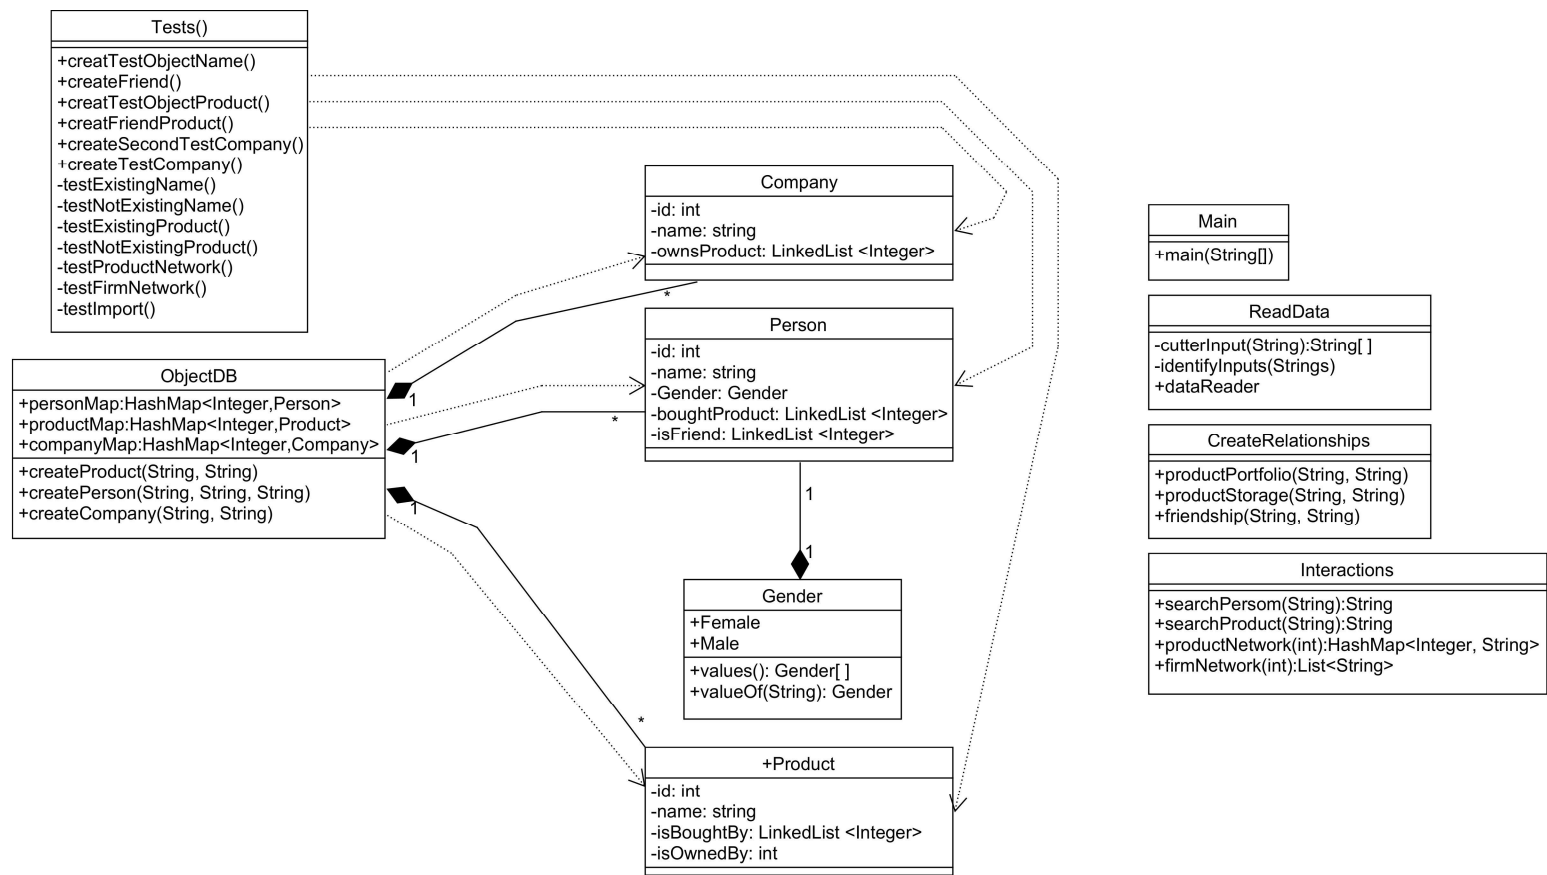 Tests()
+creatTestObjectName()
+createFriend()
+creatTestObjectProduct()
+creatFriendProduct()
+createSecondTestCompany()
+createTestCompany()
-testExistingName()
-testNotExistingName()
-testExistingProduct()
-testNotExistingProduct()
-testProductNetwork()
-testFirmNetwork()
-testImport()
ObjectDB
+personMap:HashMap<Integer,Person>
+productMap:HashMap<Integer,Product>
+companyMap:HashMap<Integer,Company>
+createProduct(String, String)
+createPerson(String, String, String)
+createCompany(String, String)
1
1
1
*
*
*
Company
-id: int
-name: string
-ownsProduct: LinkedList <Integer>
Person
-id: int
-name: string
-Gender: Gender
-boughtProduct: LinkedList <Integer>
-isFriend: LinkedList <Integer>
1
1
Gender
+Female
+Male
+values(): Gender[ ]
+valueOf(String): Gender
+Product
-id: int
-name: string
-isBoughtBy: LinkedList <Integer>
-isOwnedBy: int
Main
+main(String[])
ReadData
-cutterInput(String):String[ ]
-identifyInputs(Strings)
+dataReader
CreateRelationships
+productPortfolio(String, String)
+productStorage(String, String)
+friendship(String, String)
Interactions
+searchPersom(String):String
+searchProduct(String):String
+productNetwork(int):HashMap<Integer, String>
+firmNetwork(int):List<String>